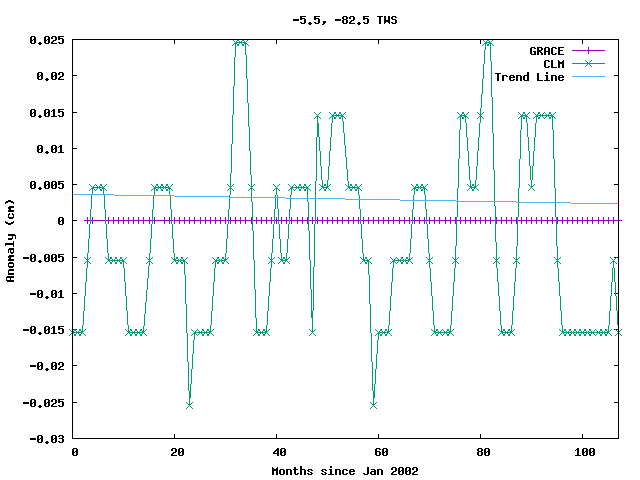 -5.5, -82.5 TWS
GRACE
CLM
Trend Line
0.025
0.02
0.015
0.01
0.005
0
-0.005
-0.01
-0.015
-0.02
-0.025
-0.03
Anomaly (cm)
0 20 40 60 80 100
Months since Jan 2002